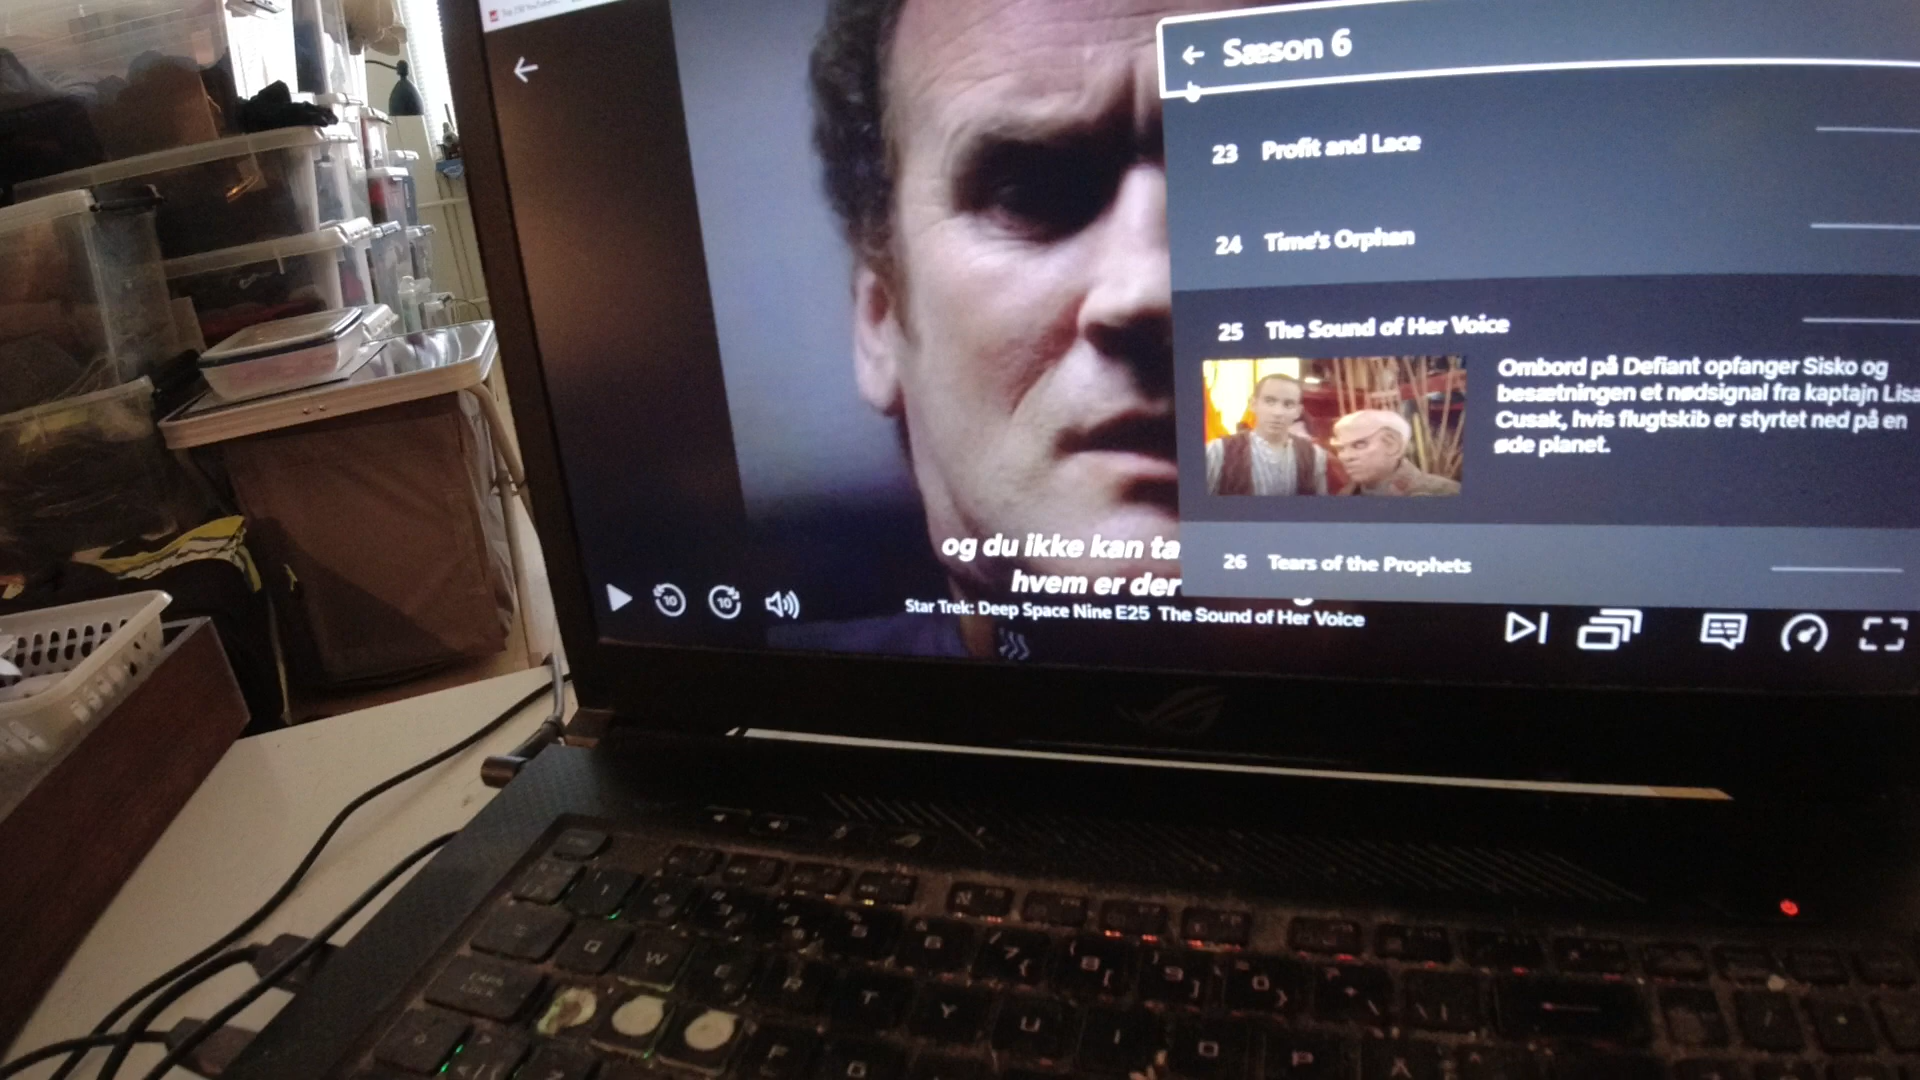 Sæson 6
23 Profit and Lace
24 Time's Orphan
25 The Sound of Her Voice
Ombord på Defiant opfanger Sisko og
besætningen et nødsignal fra kaptajn Lisa
Cusak, hvis flugtskib er styrtet ned på en
øde planet.
26 Tears of the Prophets
og du ikke kan ta
hvem er der
10 10
Star Trek: Deep Space Nine E25 The Sound of Her Voice
1
Q W
R T Y U I O P